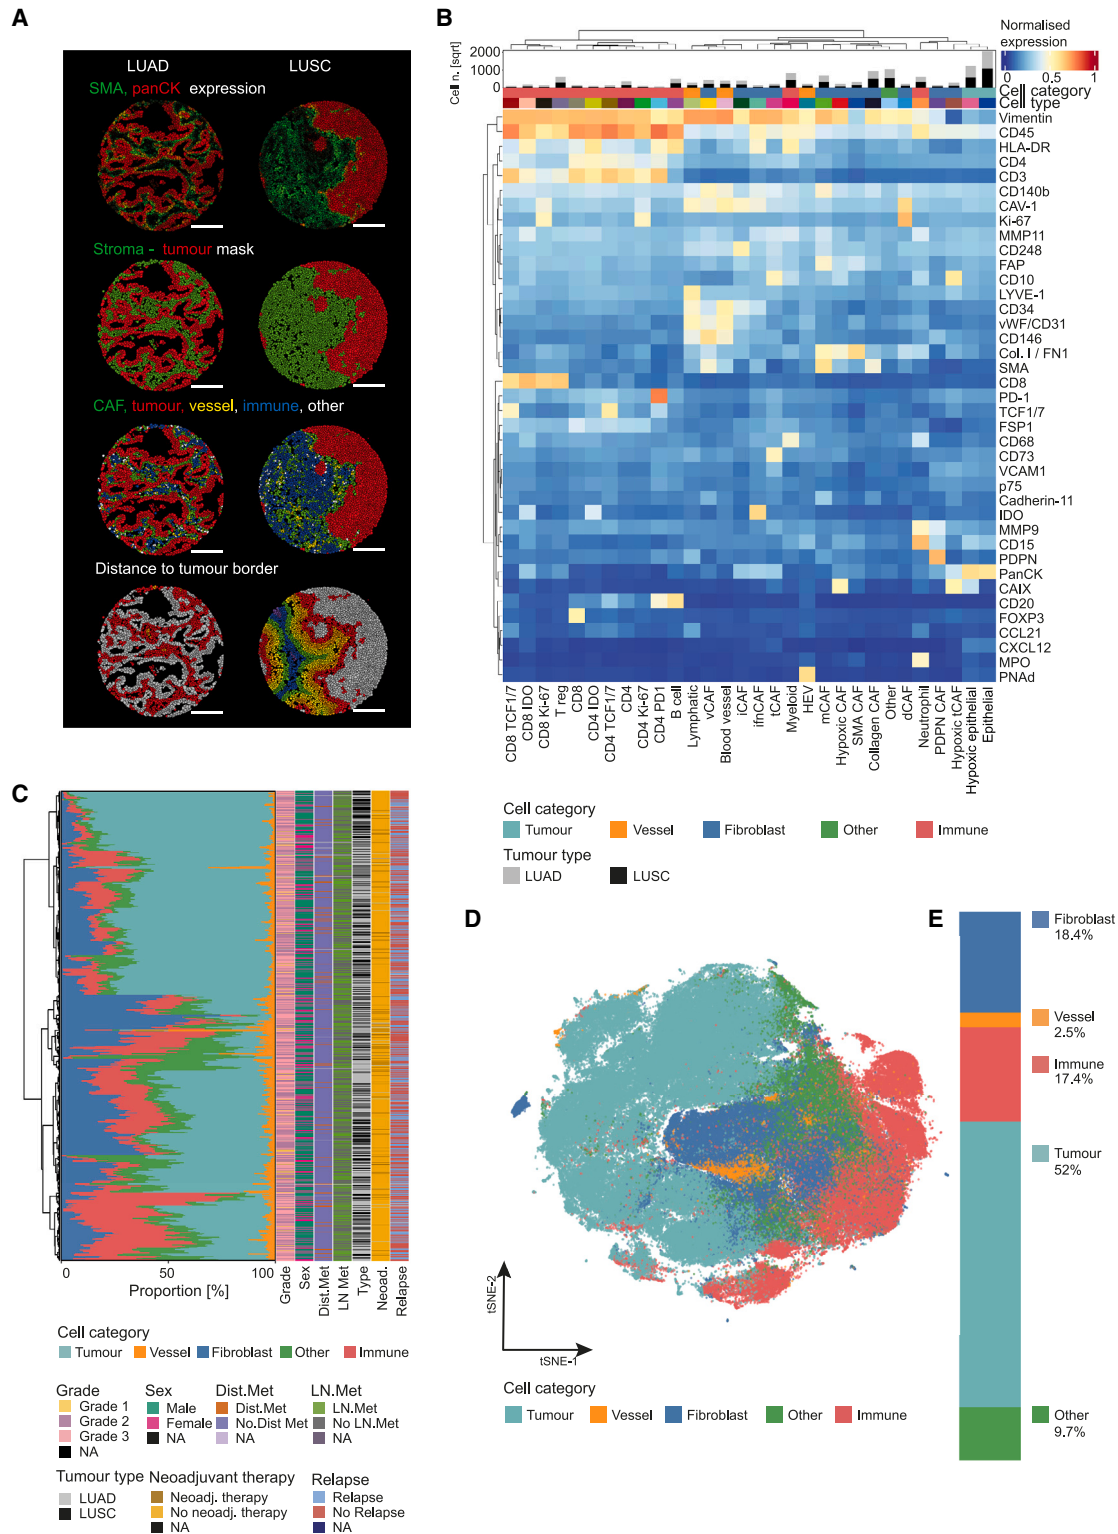 A
LUAD LUSC
SMA, panCK expression
Stroma - tumour mask
CAF, tumour, vessel, immune, other
Distance to tumour border
B
Cell n. [sqrt]
2000
1000
0
Normalised
expression
0 0.5 1
Cell category
Cell type
Vimentin
CD45
HLA-DR
CD4
CD3
CD140b
CAV-1
Ki-67
MMP11
CD248
FAP
CD10
LYVE-1
CD34
vWF/CD31
CD146
Col. I / FN1
SMA
CD8
PD-1
TCF1/7
FSP1
CD68
CD73
VCAM1
p75
Cadherin-11
IDO
MMP9
CD15
PDPN
PanCK
CAIX
CD20
FOXP3
CCL21
CXCL12
MPO
PNAd
CD8 TCF1/7
CD8 IDO
CD8 Ki-67
T reg
CD8
CD4 IDO
CD4 TCF1/7
CD4
CD4 Ki-67
CD4 PD1
B cell
Lymphatic
vCAF
Blood vessel
iCAF
ifnCAF
tCAF
Myeloid
HEV
mCAF
Hypoxic CAF
SMA CAF
Collagen CAF
Other
dCAF
Neutrophil
PDPN CAF
Hypoxic tCAF
Hypoxic epithelial
Epithelial
Cell category
Tumour Vessel Fibroblast Other Immune
Tumour type
LUAD LUSC
C
0 50 100
Proportion [%]
Grade
Sex
Dist.Met
LN Met
Type
Neoad.
Relapse
Cell category
Tumour Vessel Fibroblast Other Immune
Grade
Grade 1
Grade 2
Grade 3
NA
Sex
Male
Female
NA
Dist.Met
Dist.Met
No.Dist Met
NA
LN.Met
LN.Met
No LN.Met
NA
Tumour type
LUAD
LUSC
Neoadjuvant therapy
Neoadj. therapy
No neoadj. therapy
NA
Relapse
Relapse
No Relapse
NA
D
tSNE-2
tSNE-1
Cell category
Tumour Vessel Fibroblast Other Immune
E
Fibroblast
18.4%
Vessel
2.5%
Immune
17.4%
Tumour
52%
Other
9.7%